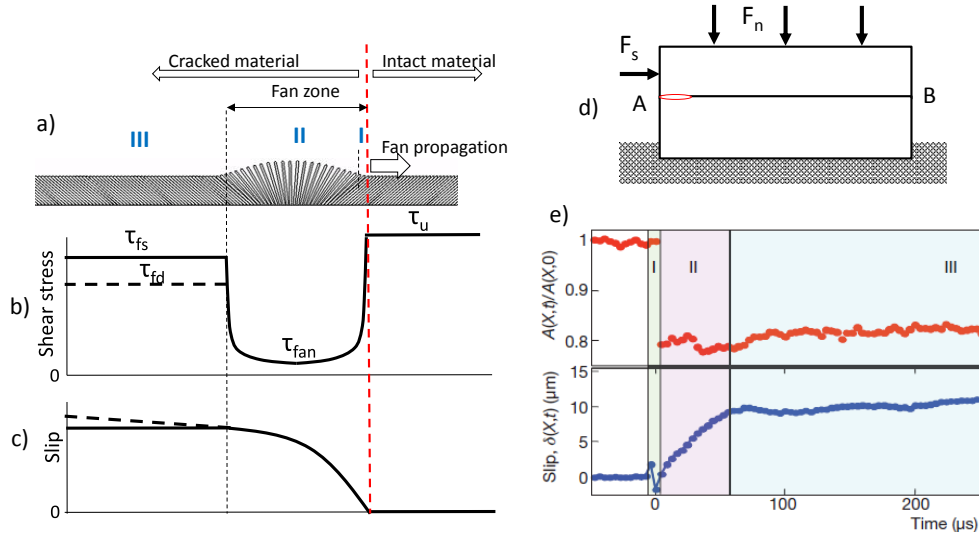 Cracked material
Intact material
Fan zone
a)
III
II
I
Fan propagation
τu
τfs
τfd
τfan
b)
Shear stress
0
c)
Slip
0
Fn
Fs
A
B
d)
e)
A(X,t)/A(X,0)
1
0.9
0.8
I
II
III
Slip, δ(X,t) (μm)
15
10
5
0
0
100
200
Time (μs)